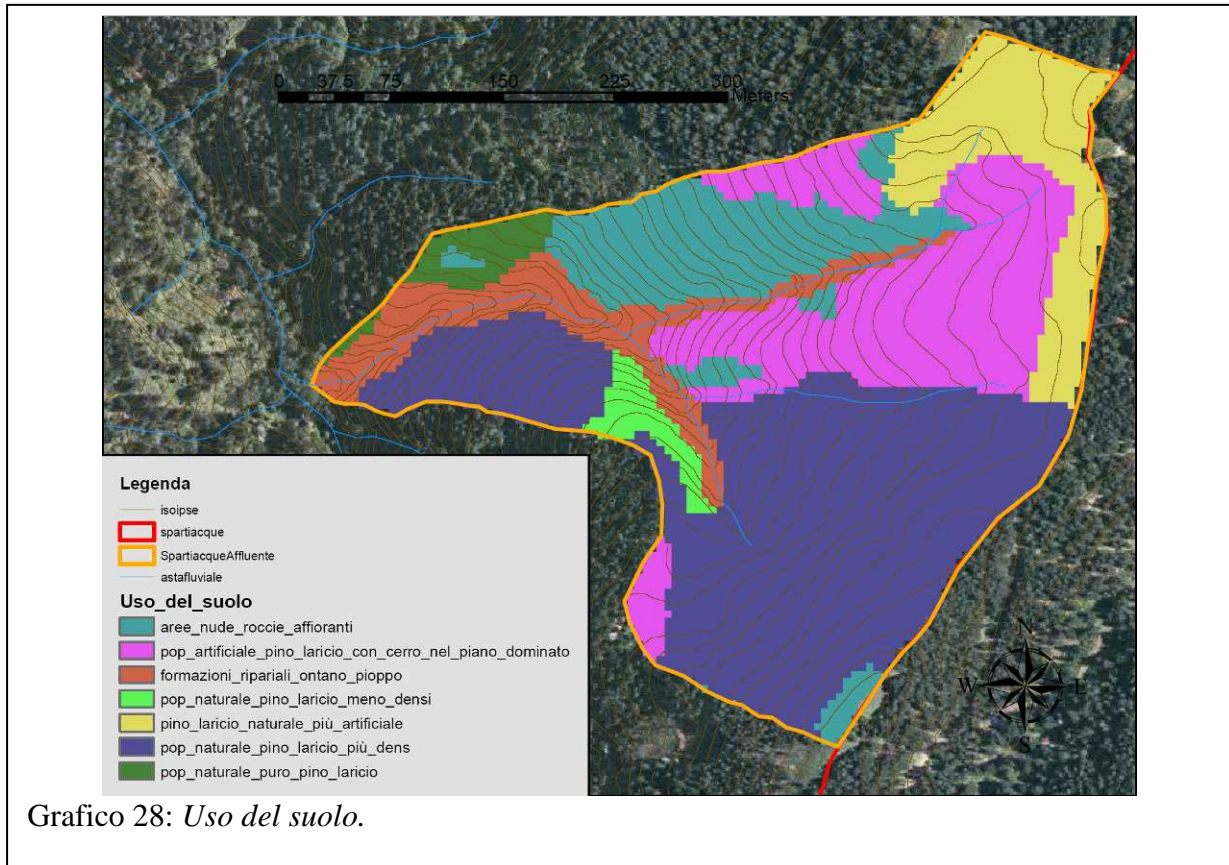 0 37.5 75 150 225 300
Meters
N
W E
S
Legenda
isoipse
spartiacque
SpartiacqueAffluente
astafluviale
Uso_del_suolo
aree_nude_roccie_affioranti
pop_artificiale_pino_laricio_con_cerro_nel_piano_dominato
formazioni_ripariali_ontano_pioppo
pop_naturale_pino_laricio_meno_densi
pino_laricio_naturale_più_artificiale
pop_naturale_pino_laricio_più_dens
pop_naturale_puro_pino_laricio
Grafico 28: Uso del suolo.